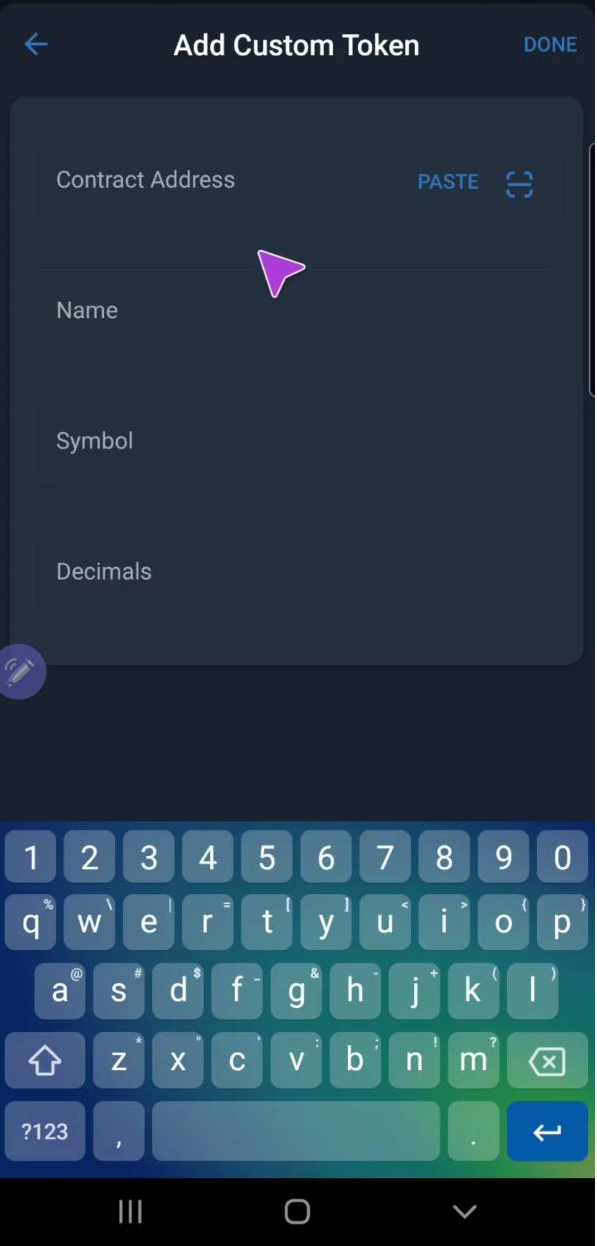 Add Custom Token DONE
Contract Address PASTE
Name
Symbol
Decimals
1 2 3 4 5 6 7 8 9 0
% \ | = [ ] < > { }
q w e r t y u i o p
@ # $ _ & - + ( )
a s d f g h j k l
* " ' : ; ! ?
z x c v b n m
?123 , .